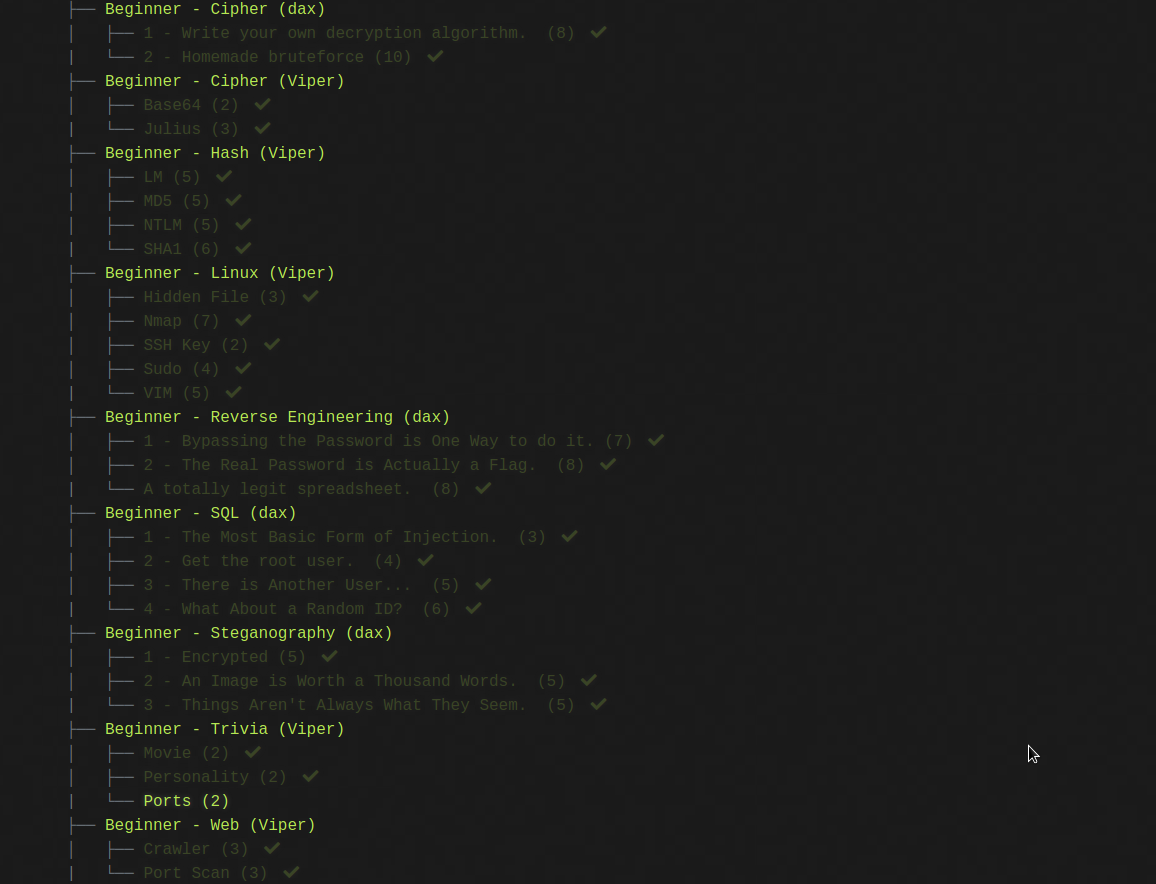 ├── Beginner - Cipher (dax)
│   ├── 1 - Write your own decryption algorithm.  (8) ✔
│   └── 2 - Homemade bruteforce (10) ✔
├── Beginner - Cipher (Viper)
│   ├── Base64 (2) ✔
│   └── Julius (3) ✔
├── Beginner - Hash (Viper)
│   ├── LM (5) ✔
│   ├── MD5 (5) ✔
│   ├── NTLM (5) ✔
│   └── SHA1 (6) ✔
├── Beginner - Linux (Viper)
│   ├── Hidden File (3) ✔
│   ├── Nmap (7) ✔
│   ├── SSH Key (2) ✔
│   ├── Sudo (4) ✔
│   └── VIM (5) ✔
├── Beginner - Reverse Engineering (dax)
│   ├── 1 - Bypassing the Password is One Way to do it. (7) ✔
│   ├── 2 - The Real Password is Actually a Flag.  (8) ✔
│   └── A totally legit spreadsheet.  (8) ✔
├── Beginner - SQL (dax)
│   ├── 1 - The Most Basic Form of Injection.  (3) ✔
│   ├── 2 - Get the root user.  (4) ✔
│   ├── 3 - There is Another User...  (5) ✔
│   └── 4 - What About a Random ID?  (6) ✔
├── Beginner - Steganography (dax)
│   ├── 1 - Encrypted (5) ✔
│   ├── 2 - An Image is Worth a Thousand Words.  (5) ✔
│   └── 3 - Things Aren't Always What They Seem.  (5) ✔
├── Beginner - Trivia (Viper)
│   ├── Movie (2) ✔
│   ├── Personality (2) ✔
│   └── Ports (2)
├── Beginner - Web (Viper)
│   ├── Crawler (3) ✔
│   └── Port Scan (3) ✔